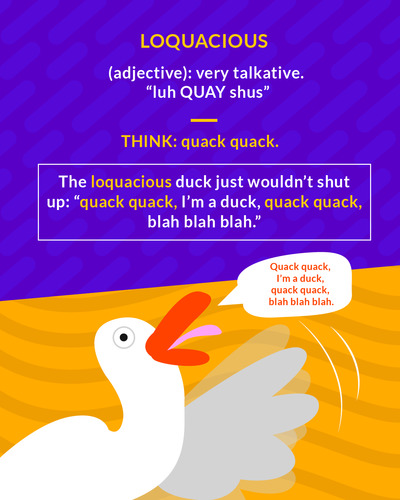 LOQUACIOUS
(adjective): very talkative.
“luh QUAY shus”
THINK: quack quack.
The loquacious duck just wouldn’t shut
up: “quack quack, I’m a duck, quack quack,
blah blah blah.”
Quack quack,
I’m a duck,
quack quack,
blah blah blah.